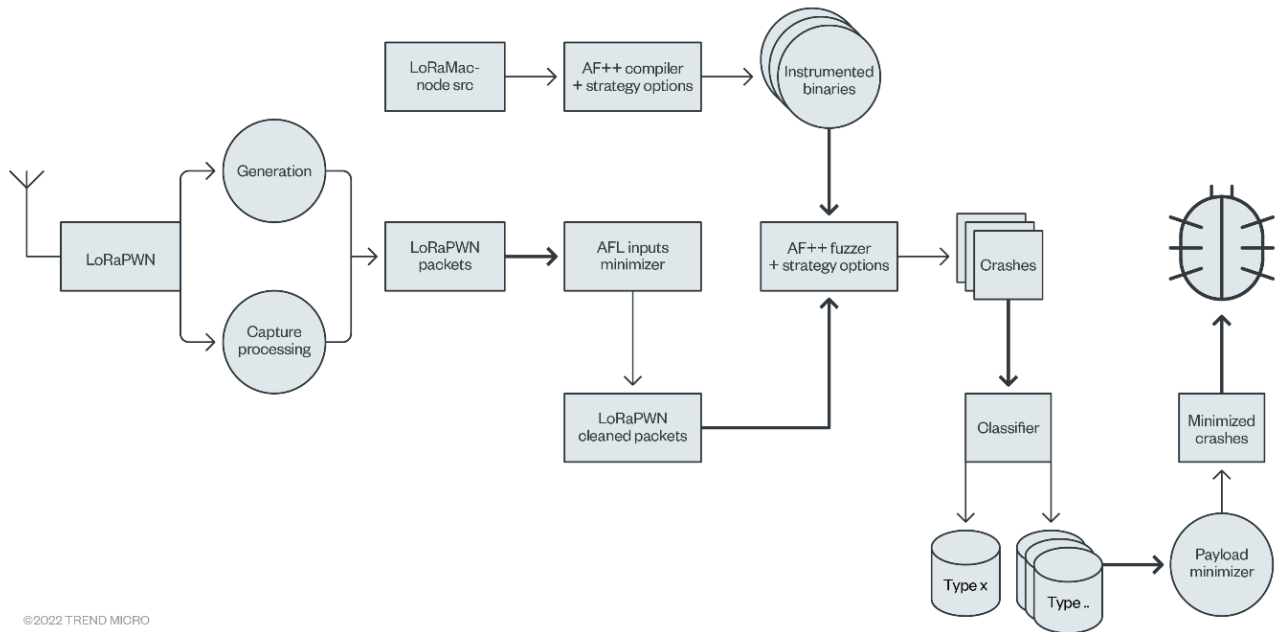 LoRaMac-
node src
AF++ compiler
+ strategy options
Instrumented
binaries
Generation
LoRaPWN
LoRaPWN
packets
AFL inputs
minimizer
AF++ fuzzer
+ strategy options
Crashes
Capture
processing
LoRaPWN
cleaned packets
Classifier
Minimized
crashes
Type x
Type ..
Payload
minimizer
©2022 TREND MICRO